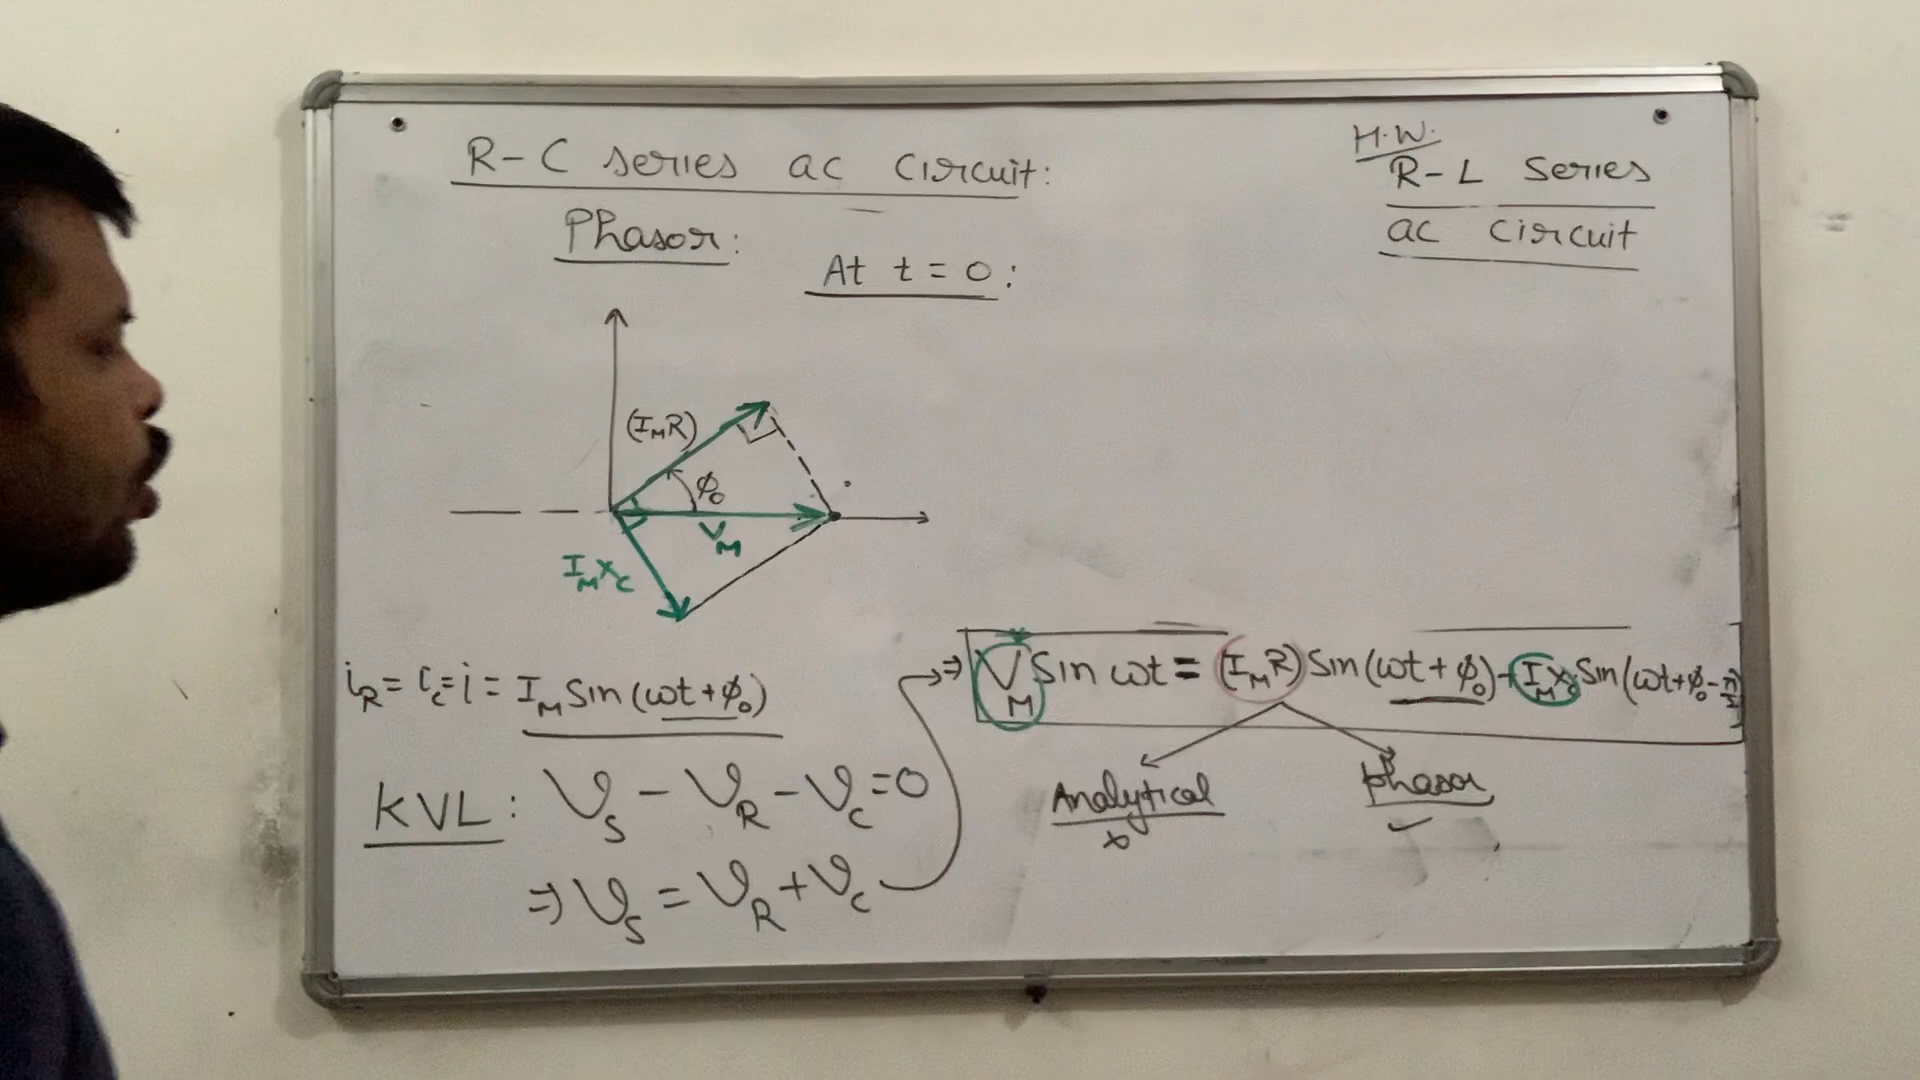 R-C series ac circuit:
Phasor:
At t = 0:
H.W.
R-L Series
ac circuit
(I_M R)
φ₀
V_M
I_M X_C
i_R = i_C = i = I_M Sin (ωt + φ₀)
KVL: V_S - V_R - V_C = 0
⇒ V_S = V_R + V_C
⇒ V_M Sin ωt = (I_M R) Sin (ωt + φ₀) + I_M X_C Sin (ωt + φ₀ - π/2)
Analytical
×
Phasor
✓